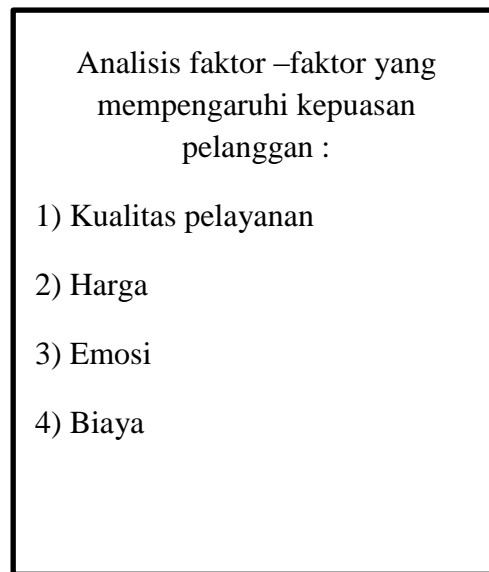 Analisis faktor –faktor yang
mempengaruhi kepuasan
pelanggan :
1) Kualitas pelayanan
2) Harga
3) Emosi
4) Biaya